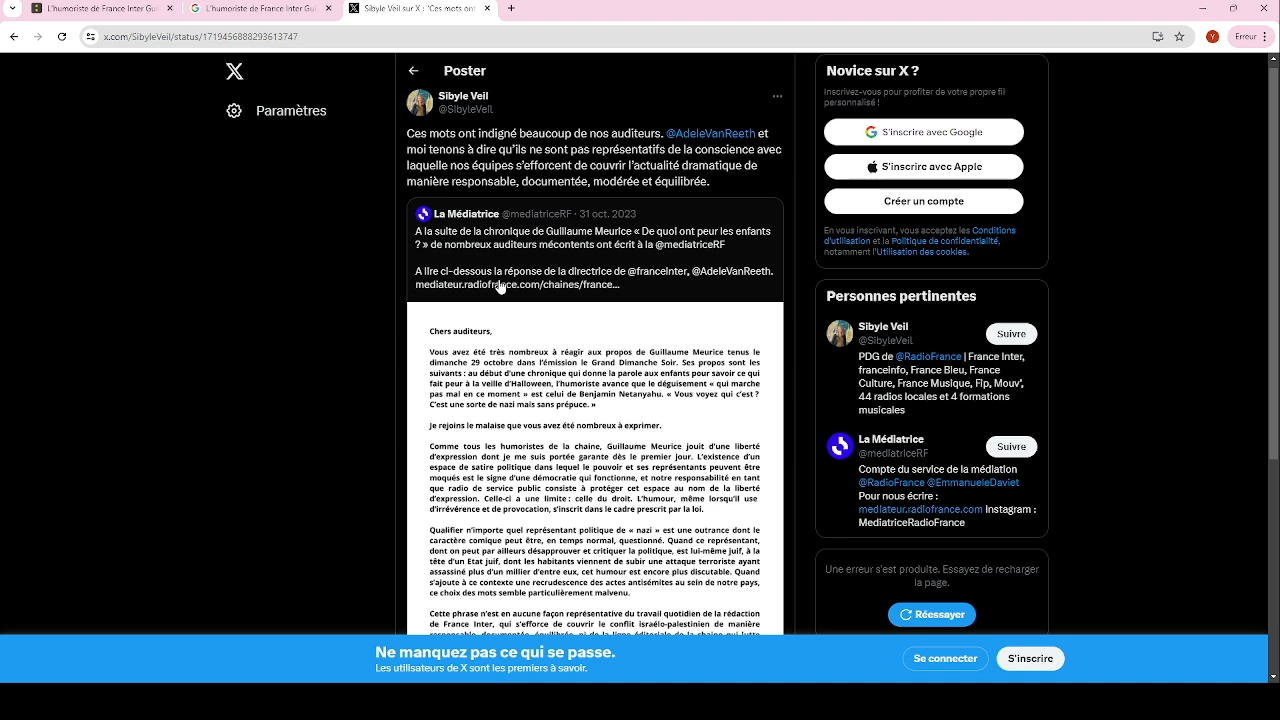 L'humoriste de France Inter Gui
L'humoriste de France Inter Gui
Sibyle Veil sur X : "Ces mots ont
x.com/SibyleVeil/status/1719456888293613747
Y
Erreur
Paramètres
Poster
Sibyle Veil
@SibyleVeil
Ces mots ont indigné beaucoup de nos auditeurs. @AdeleVanReeth et
moi tenons à dire qu'ils ne sont pas représentatifs de la conscience avec
laquelle nos équipes s'efforcent de couvrir l'actualité dramatique de
manière responsable, documentée, modérée et équilibrée.
La Médiatrice @mediatriceRF · 31 oct. 2023
A la suite de la chronique de Guillaume Meurice « De quoi ont peur les enfants
? » de nombreux auditeurs mécontents ont écrit à la @mediatriceRF
A lire ci-dessous la réponse de la directrice de @franceinter, @AdeleVanReeth.
mediateur.radiofrance.com/chaines/france…
Chers auditeurs,
Vous avez été très nombreux à réagir aux propos de Guillaume Meurice tenus le
dimanche 29 octobre dans l'émission le Grand Dimanche Soir. Ses propos sont les
suivants : au début d'une chronique qui donne la parole aux enfants pour savoir ce qui
fait peur à la veille d'Halloween, l'humoriste avance que le déguisement « qui marche
pas mal en ce moment » est celui de Benjamin Netanyahu. « Vous voyez qui c'est ?
C'est une sorte de nazi mais sans prépuce. »
Je rejoins le malaise que vous avez été nombreux à exprimer.
Comme tous les humoristes de la chaine, Guillaume Meurice jouit d'une liberté
d'expression dont je me suis portée garante dès le premier jour. L'existence d'un
espace de satire politique dans lequel le pouvoir et ses représentants peuvent être
moqués est le signe d'une démocratie qui fonctionne, et notre responsabilité en tant
que radio de service public consiste à protéger cet espace au nom de la liberté
d'expression. Celle-ci a une limite : celle du droit. L'humour, même lorsqu'il use
d'irrévérence et de provocation, s'inscrit dans le cadre prescrit par la loi.
Qualifier n'importe quel représentant politique de « nazi » est une outrance dont le
caractère comique peut être, en temps normal, questionné. Quand ce représentant,
dont on peut par ailleurs désapprouver et critiquer la politique, est lui-même juif, à la
tête d'un Etat juif, dont les habitants viennent de subir une attaque terroriste ayant
assassiné plus d'un millier d'entre eux, cet humour est encore plus discutable. Quand
s'ajoute à ce contexte une recrudescence des actes antisémites au sein de notre pays,
ce choix des mots semble particulièrement malvenu.
Cette phrase n'est en aucune façon représentative du travail quotidien de la rédaction
de France Inter, qui s'efforce de couvrir le conflit israélo-palestinien de manière
responsable, documentée, équilibrée, ni de la ligne éditoriale de la chaine qui lutte
Novice sur X ?
Inscrivez-vous pour profiter de votre propre fil
personnalisé !
S'inscrire avec Google
S'inscrire avec Apple
Créer un compte
En vous inscrivant, vous acceptez les Conditions
d'utilisation et la Politique de confidentialité,
notamment l'Utilisation des cookies.
Personnes pertinentes
Sibyle Veil
@SibyleVeil
Suivre
PDG de @RadioFrance | France Inter,
franceinfo, France Bleu, France
Culture, France Musique, Fip, Mouv',
44 radios locales et 4 formations
musicales
La Médiatrice
@mediatriceRF
Suivre
Compte du service de la médiation
@RadioFrance @EmmanueleDaviet
Pour nous écrire :
mediateur.radiofrance.com Instagram :
MediatriceRadioFrance
Une erreur s'est produite. Essayez de recharger
la page.
Réessayer
Ne manquez pas ce qui se passe.
Les utilisateurs de X sont les premiers à savoir.
Se connecter
S'inscrire